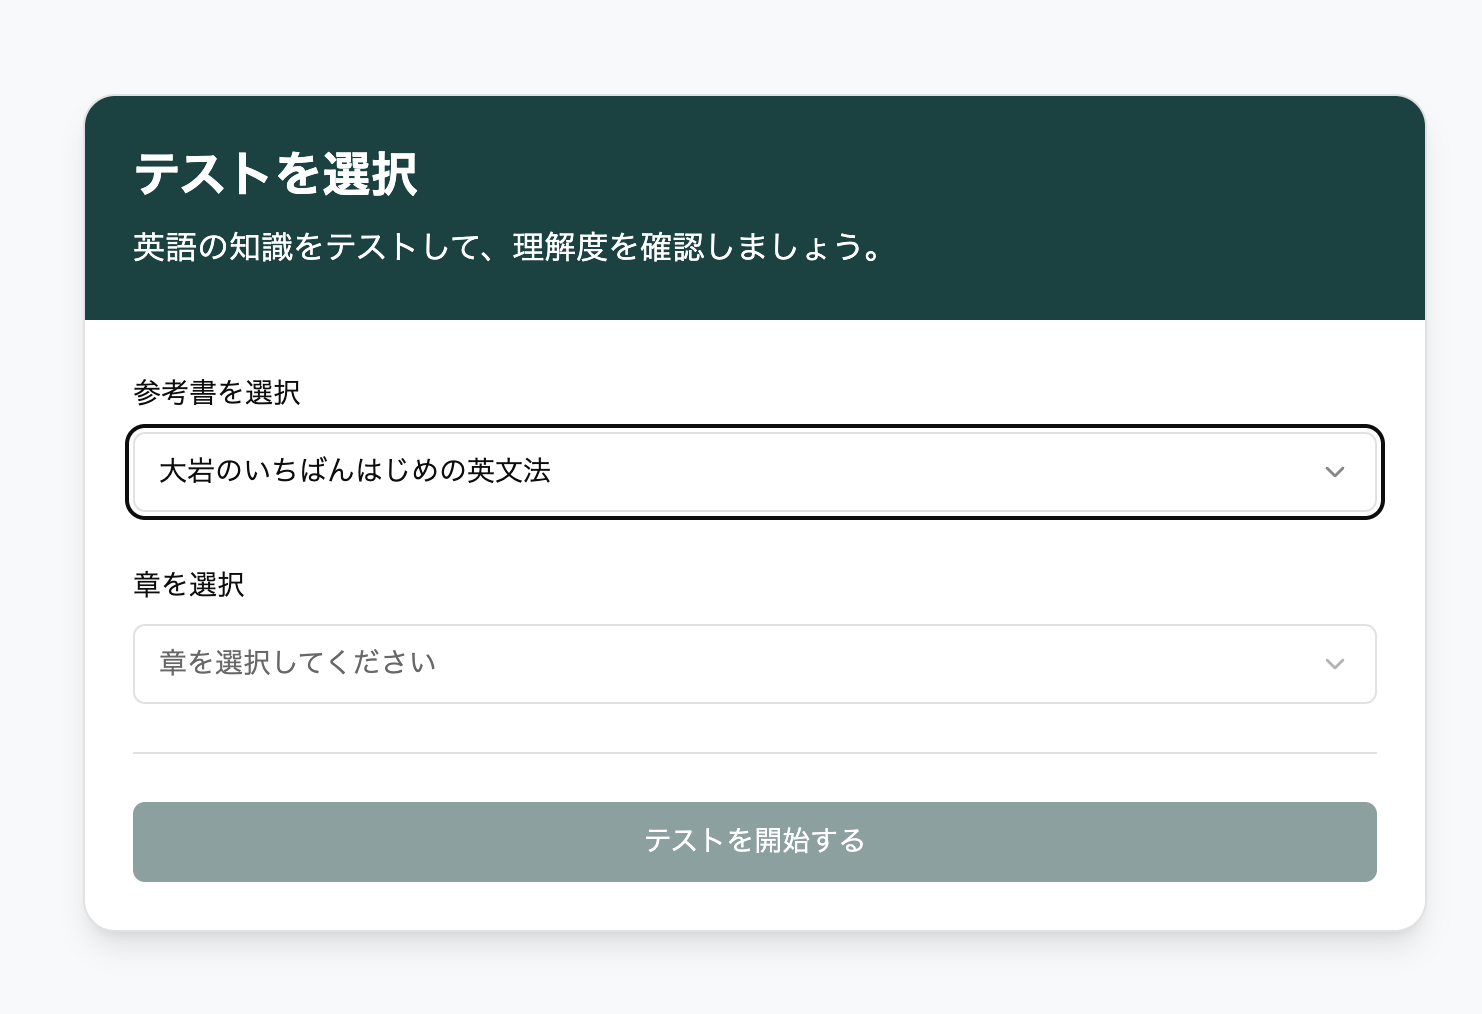 テストを選択
英語の知識をテストして、理解度を確認しましょう。
参考書を選択
大岩のいちばんはじめの英文法
章を選択
章を選択してください
テストを開始する